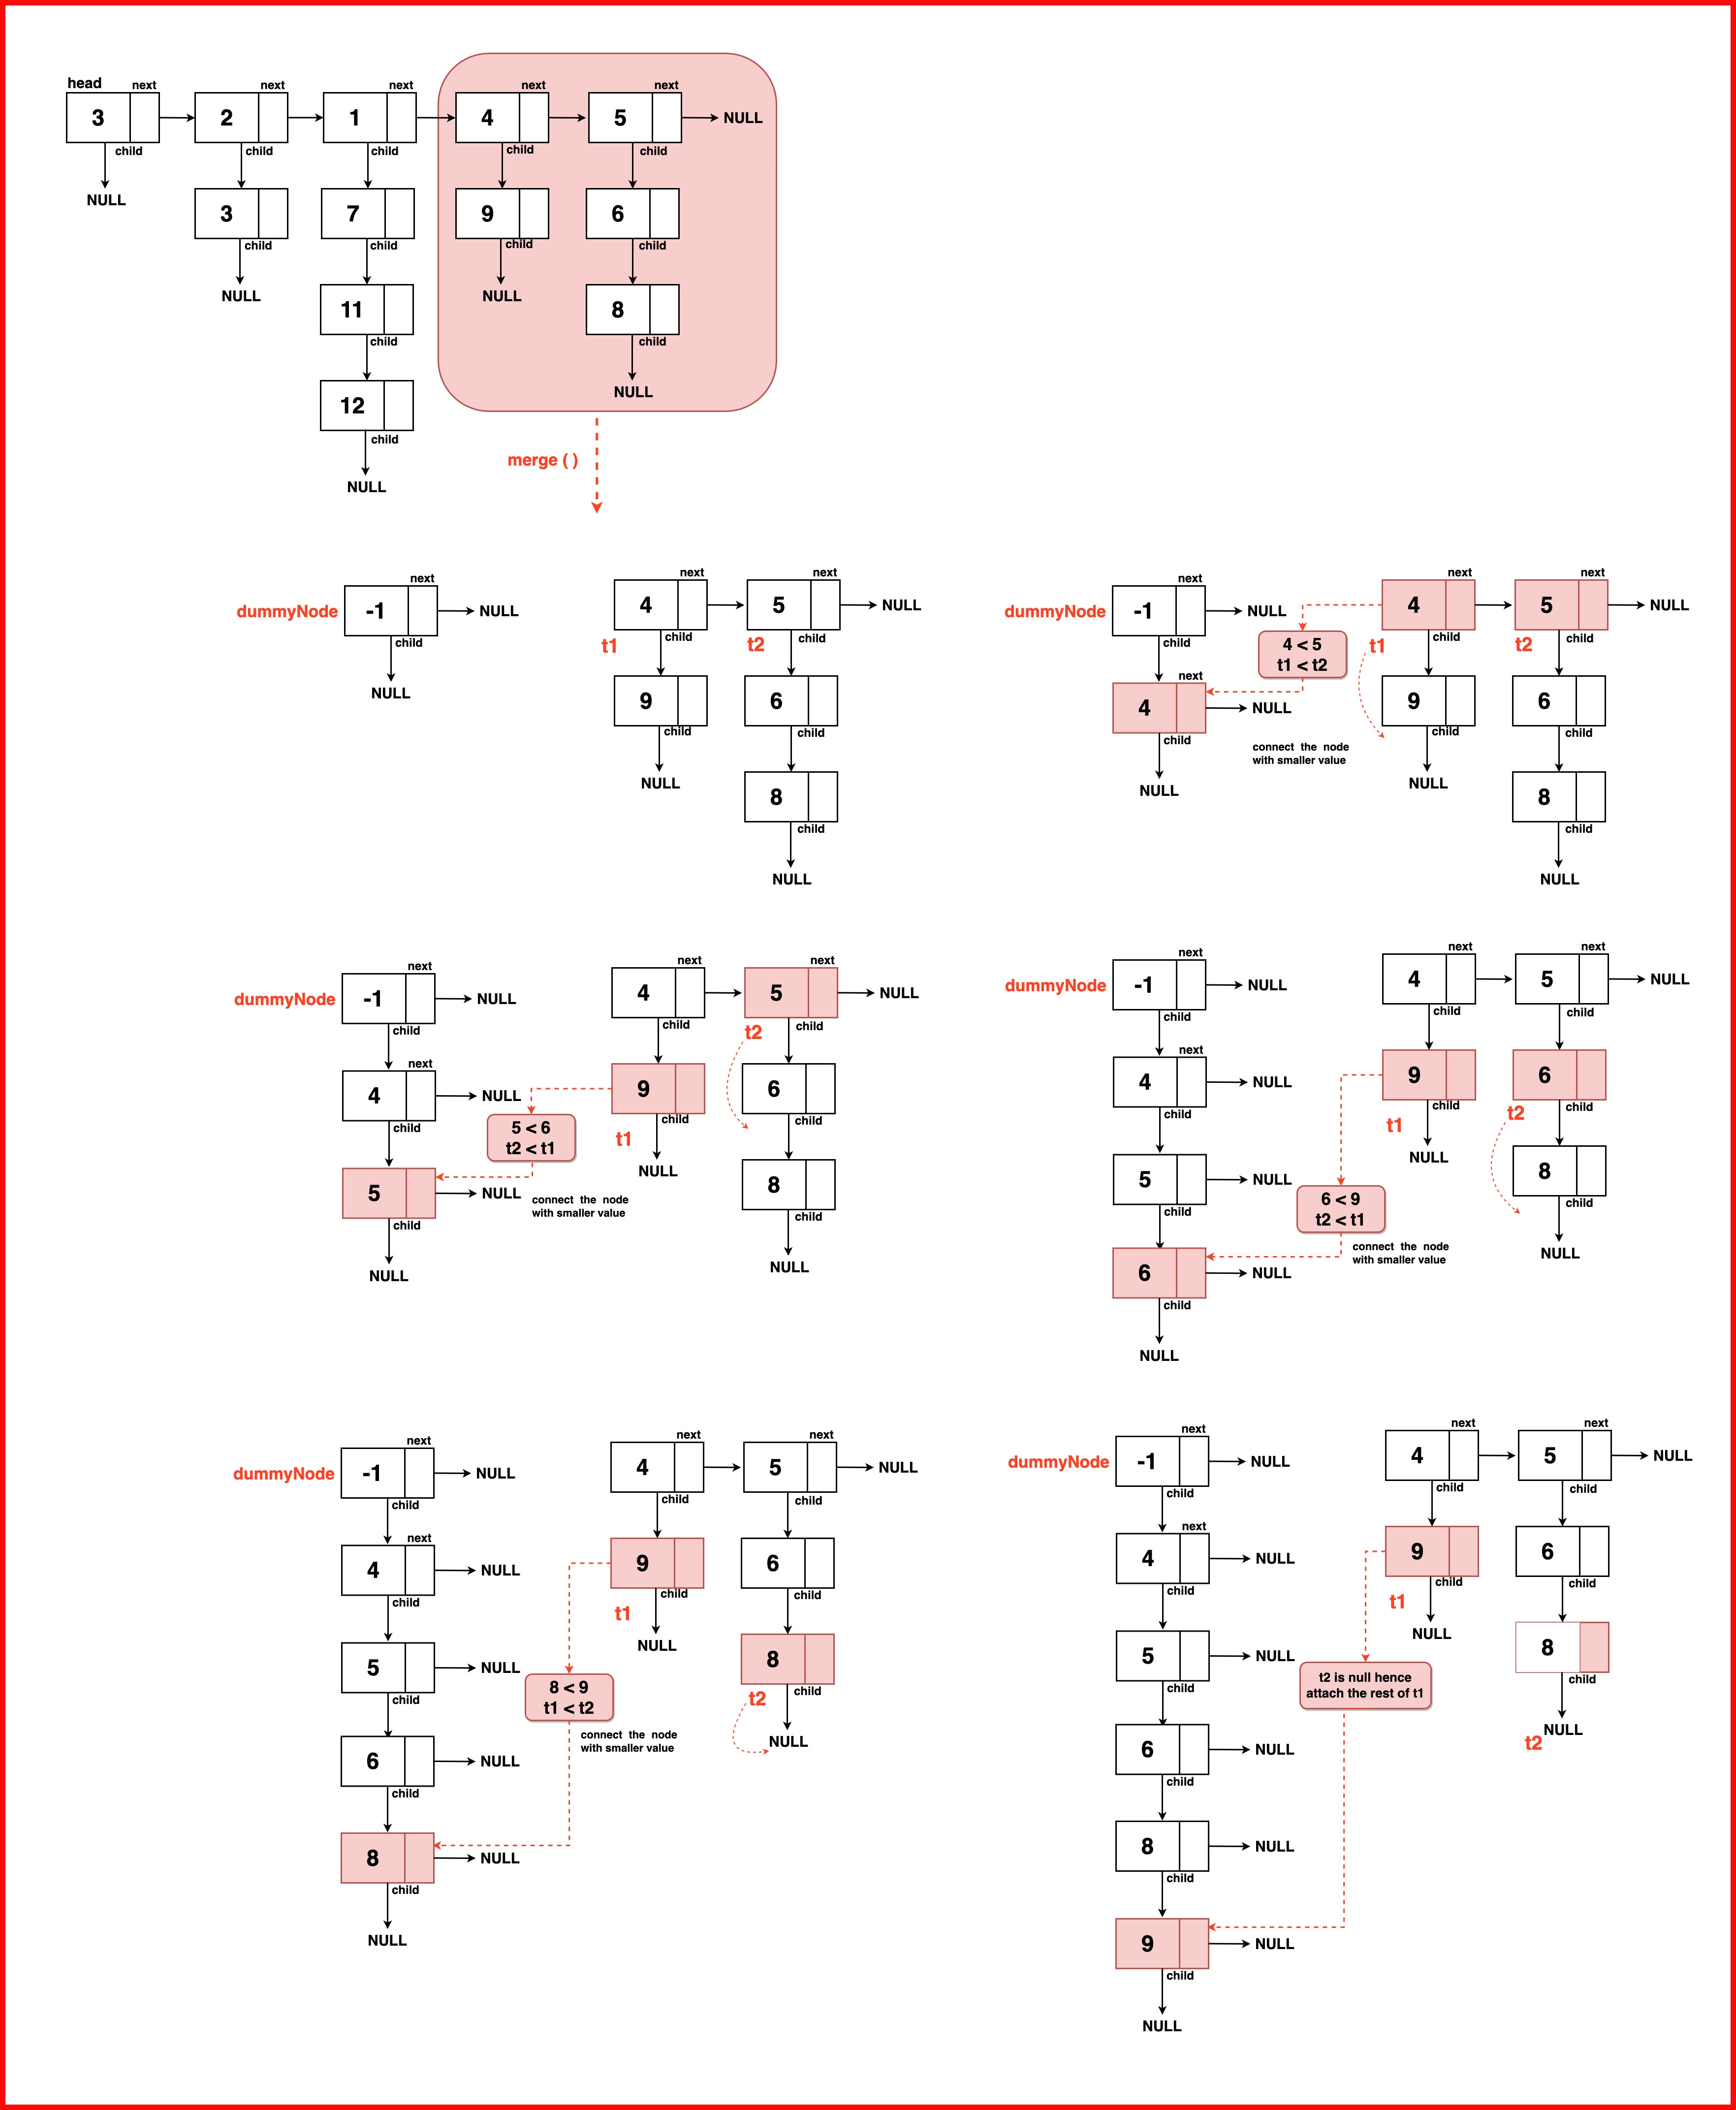 head next next next next next
3 2 1 4 5 NULL
child child child child child
NULL 3 7 9 6
child child child child
NULL 11 NULL 8
child child
12 NULL
child
NULL
merge ( )
next next next
dummyNode -1 NULL 4 5 NULL
child t1 child t2 child
NULL 9 6
child child
NULL 8
child
NULL
next next next
dummyNode -1 NULL 4 5 NULL
child 4 < 5 t1 child t2 child
t1 < t2
next
4 NULL 9 6
child child child
connect the node
with smaller value
NULL NULL 8
child
NULL
next next next
dummyNode -1 NULL 4 5 NULL
child child t2 child
next
4 NULL 9 6
5 < 6 child child
t2 < t1 t1
5 NULL NULL 8
connect the node
with smaller value
child child
NULL NULL
next next next
dummyNode -1 NULL 4 5 NULL
child child child
next
4 NULL 9 6
t1 child t2 child
5 NULL NULL 8
6 < 9 child
t2 < t1
connect the node
with smaller value
6 NULL NULL
child
NULL
next next next
dummyNode -1 NULL 4 5 NULL
child child child
next
4 NULL 9 6
child t1 child child
5 NULL NULL 8
child 8 < 9 t2 child
t1 < t2
connect the node
with smaller value
6 NULL NULL
child
8 NULL
child
NULL
next next next
dummyNode -1 NULL 4 5 NULL
child child child
next
4 NULL 9 6
child t1 child child
5 NULL NULL 8
child t2 is null hence child
attach the rest of t1
6 NULL t2 NULL
child
8 NULL
child
9 NULL
child
NULL